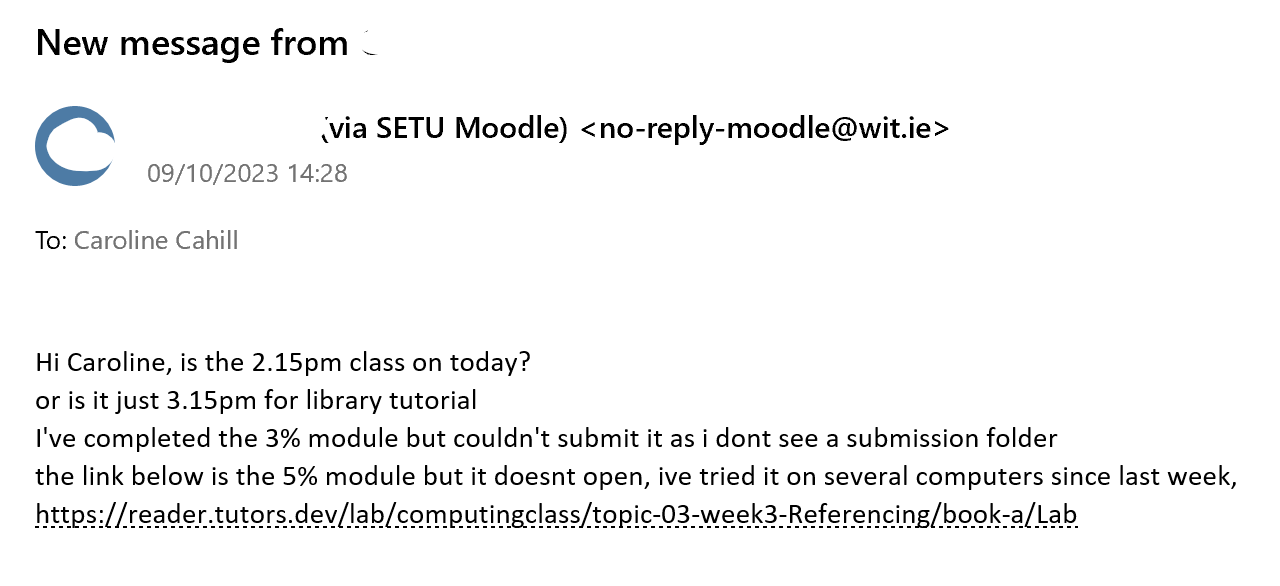 New message from
(via SETU Moodle) <no-reply-moodle@wit.ie>
09/10/2023 14:28
To: Caroline Cahill
Hi Caroline, is the 2.15pm class on today?
or is it just 3.15pm for library tutorial
I've completed the 3% module but couldn't submit it as i dont see a submission folder
the link below is the 5% module but it doesnt open, ive tried it on several computers since last week,
https://reader.tutors.dev/lab/computingclass/topic-03-week3-Referencing/book-a/Lab